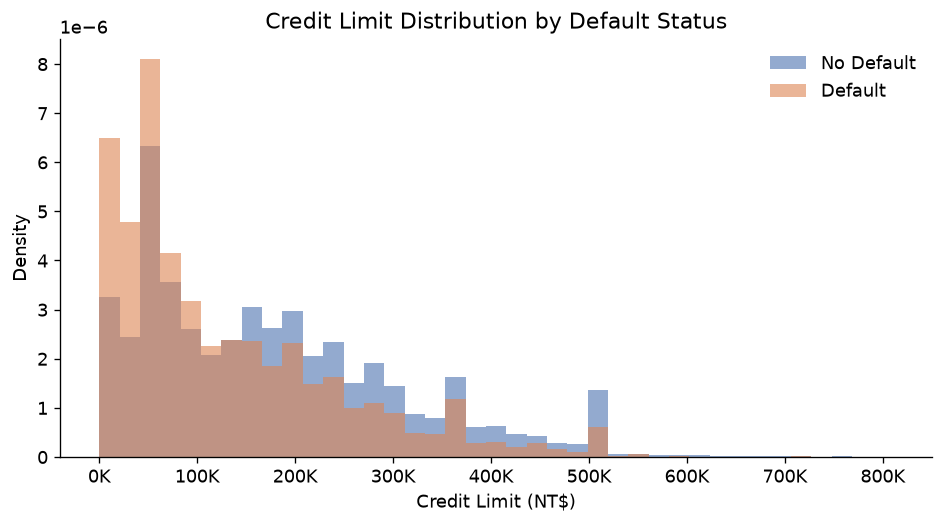 Credit Limit Distribution by Default Status
1e−6
No Default
Default
8
7
6
5
4
3
2
1
0
Density
0K 100K 200K 300K 400K 500K 600K 700K 800K
Credit Limit (NT$)